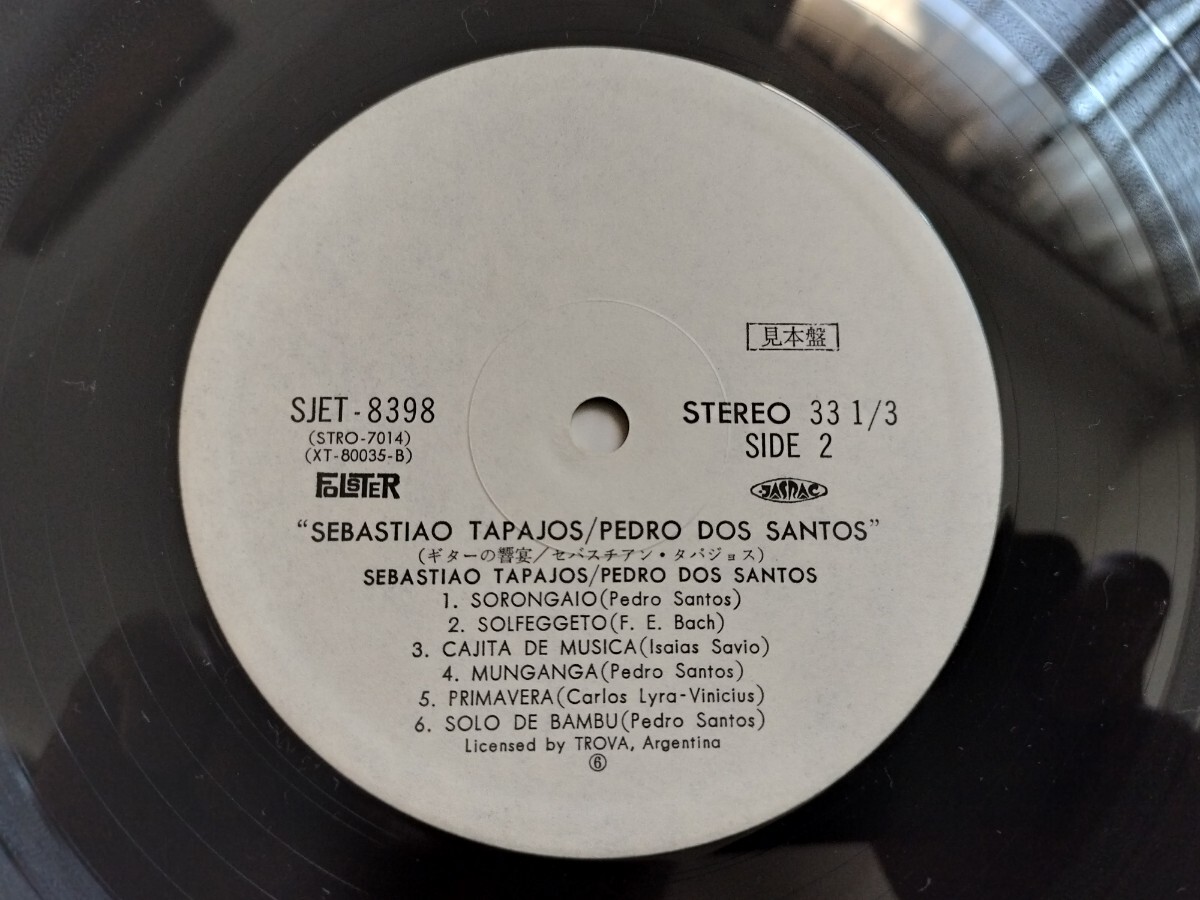 見本盤
SJET-8398
(STRO-7014)
(XT-80035-B)
FOLSTER
STEREO 33 1/3
SIDE 2
JASRAC
"SEBASTIAO TAPAJOS/PEDRO DOS SANTOS"
(ギターの響宴/セバスチアン・タパジョス)
SEBASTIAO TAPAJOS/PEDRO DOS SANTOS
1. SORONGAIO(Pedro Santos)
2. SOLFEGGETO(F. E. Bach)
3. CAJITA DE MUSICA(Isaias Savio)
4. MUNGANGA(Pedro Santos)
5. PRIMAVERA(Carlos Lyra-Vinicius)
6. SOLO DE BAMBU(Pedro Santos)
Licensed by TROVA, Argentina
⑥